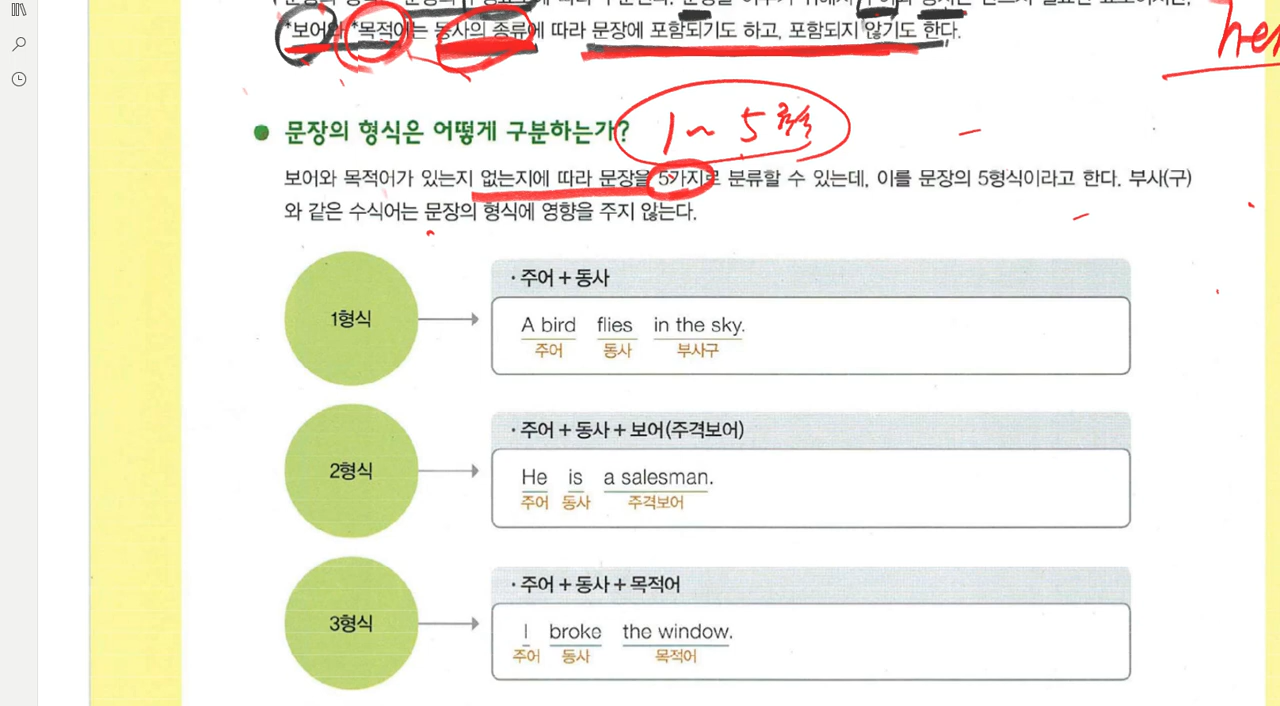 *보어와 *목적어는 동사의 종류에 따라 문장에 포함되기도 하고, 포함되지 않기도 한다.
her
문장의 형식은 어떻게 구분하는가?
1~5형식
보어와 목적어가 있는지 없는지에 따라 문장을 5가지로 분류할 수 있는데, 이를 문장의 5형식이라고 한다. 부사(구)
와 같은 수식어는 문장의 형식에 영향을 주지 않는다.
1형식
· 주어 + 동사
A bird flies in the sky.
주어 동사 부사구
2형식
· 주어 + 동사 + 보어(주격보어)
He is a salesman.
주어 동사 주격보어
3형식
· 주어 + 동사 + 목적어
I broke the window.
주어 동사 목적어